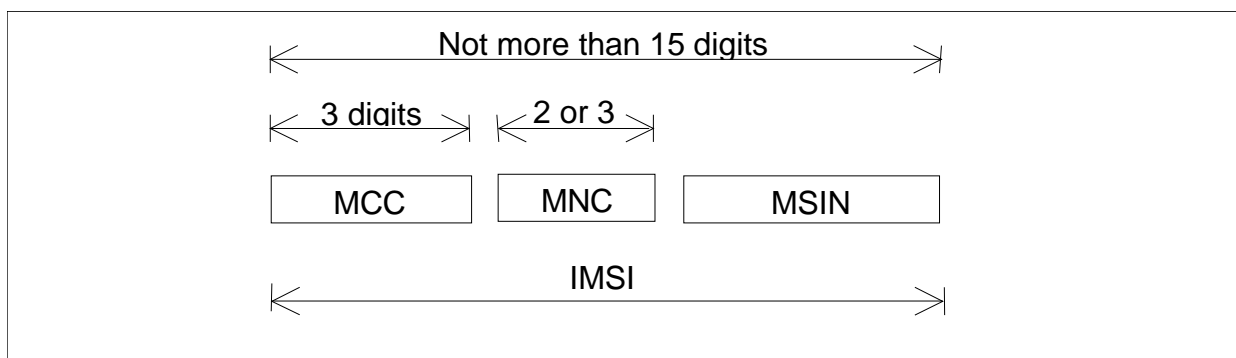 Not more than 15 digits
3 digits 2 or 3
MCC MNC MSIN
IMSI